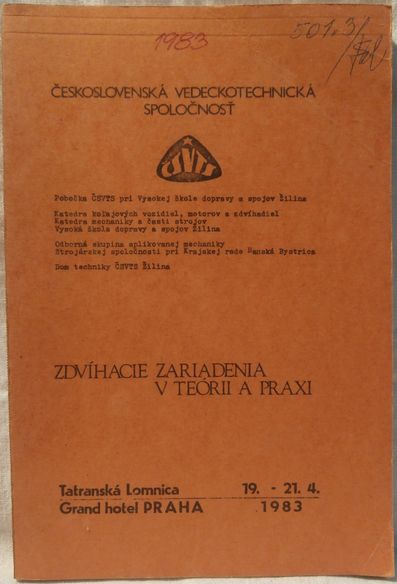 1983
501.3/Fd
ČESKOSLOVENSKÁ VEDECKOTECHNICKÁ
SPOLOČNOSŤ
ČSVTS
Pobočka ČSVTS pri Vysokej škole dopravy a spojov Žilina
Katedra koľajových vozidiel, motorov a zdvíhadiel
Katedra mechaniky a častí strojov
Vysoká škola dopravy a spojov Žilina
Odborná skupina aplikovanej mechaniky
Strojárskej spoločnosti pri Krajskej rade Banská Bystrica
Dom techniky ČSVTS Žilina
ZDVÍHACIE ZARIADENIA
V TEÓRII A PRAXI
Tatranská Lomnica 19. - 21. 4.
Grand hotel PRAHA 1983